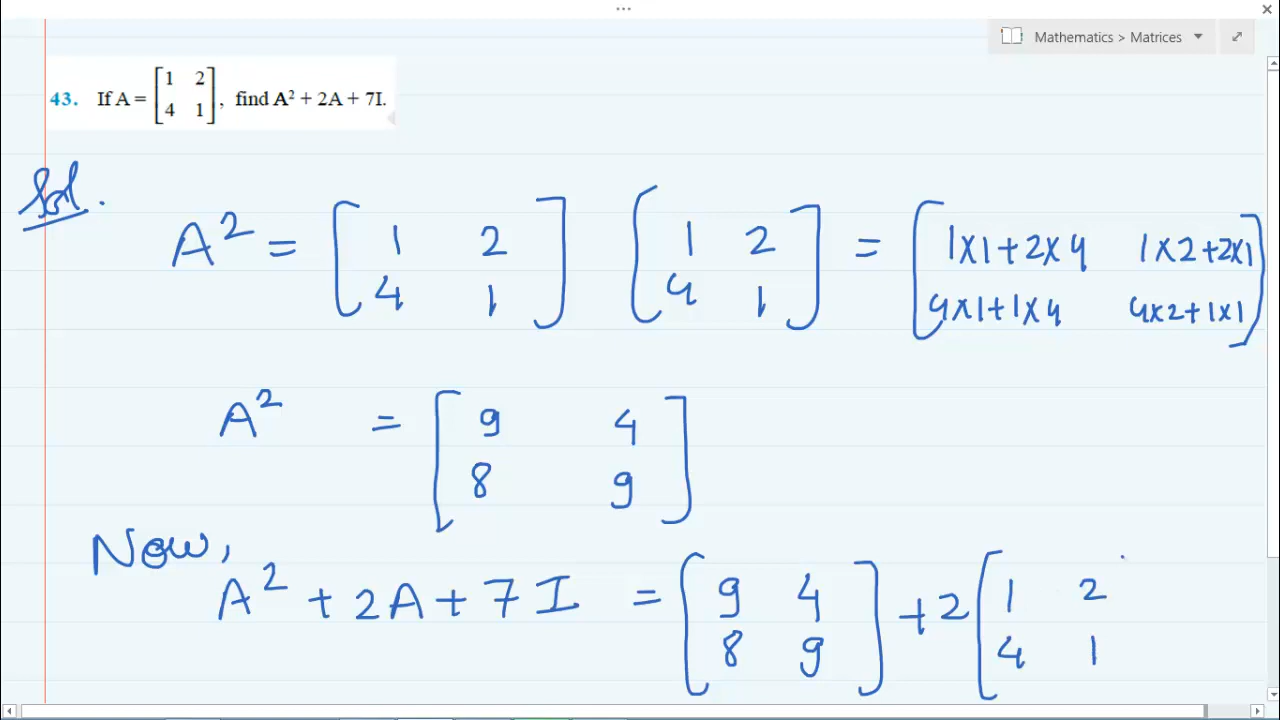 Mathematics > Matrices
43. If A = [1 2
4 1], find A² + 2A + 7I.
Sol.
A² = [1 2
4 1] [1 2
4 1] = [1×1+2×4 1×2+2×1
4×1+1×4 4×2+1×1]
A² = [9 4
8 9]
Now,
A² + 2A + 7I = [9 4
8 9] + 2[1 2
4 1